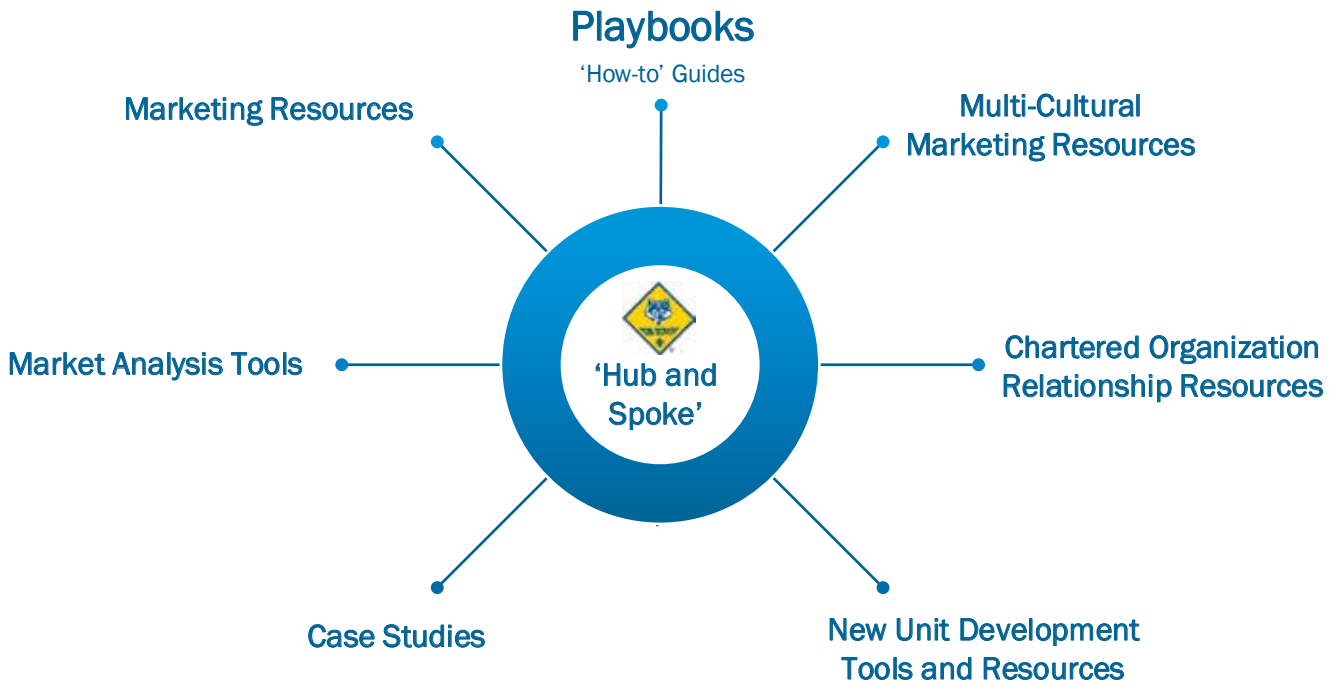 Playbooks
‘How-to’ Guides
Marketing Resources
Multi-Cultural
Marketing Resources
Market Analysis Tools
‘Hub and
Spoke’
Chartered Organization
Relationship Resources
Case Studies
New Unit Development
Tools and Resources